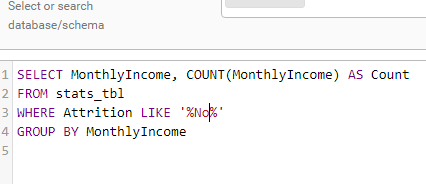 Select or search
database/schema
1 SELECT MonthlyIncome, COUNT(MonthlyIncome) AS Count
2 FROM stats_tbl
3 WHERE Attrition LIKE '%No%'
4 GROUP BY MonthlyIncome
5